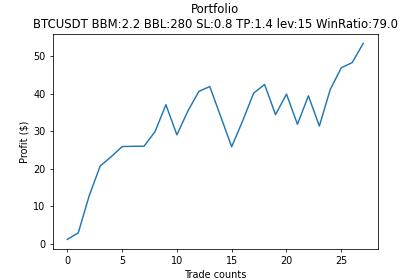 Portfolio
BTCUSDT BBM:2.2 BBL:280 SL:0.8 TP:1.4 lev:15 WinRatio:79.0
50
40
30
20
10
0
Profit ($)
0 5 10 15 20 25
Trade counts